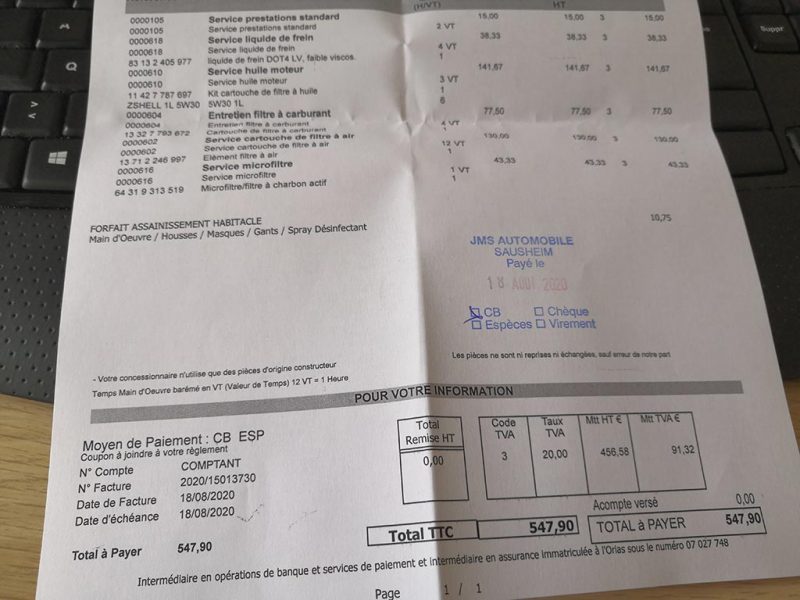 (H/VT) HT
0000105 Service prestations standard 15,00 15,00 3 15,00
0000105 Service prestations standard 2 VT
0000618 Service liquide de frein 38,33 38,33 3 38,33
0000618 Service liquide de frein 4 VT
83 13 2 405 977 liquide de frein DOT4 LV, faible viscos. 1
0000610 Service huile moteur 141,67 141,67 3 141,67
0000610 Service huile moteur 3 VT
11 42 7 787 697 Kit cartouche de filtre à huile 1
ZSHELL 1L 5W30 5W30 1L 6
0000604 Entretien filtre à carburant 77,50 77,50 3 77,50
0000604 Entretien filtre à carburant 4 VT
13 32 7 793 672 Cartouche de filtre à carburant 1
0000602 Service cartouche de filtre à air 130,00 130,00 3 130,00
0000602 Service cartouche de filtre à air 12 VT
13 71 2 246 997 Elément filtre à air 1
0000616 Service microfiltre 43,33 43,33 3 43,33
0000616 Service microfiltre 1 VT
64 31 9 313 519 Microfiltre/filtre à charbon actif 1
FORFAIT ASSAINISSEMENT HABITACLE 10,75
Main d'Oeuvre / Housses / Masques / Gants / Spray Désinfectant
JMS AUTOMOBILE
SAUSHEIM
Payé le
18 AOUT 2020
CB Chèque
Espèces Virement
Les pièces ne sont ni reprises ni échangées, sauf erreur de notre part
- Votre concessionnaire n'utilise que des pièces d'origine constructeur
Temps Main d'Oeuvre barémé en VT (Valeur de Temps) 12 VT = 1 Heure
POUR VOTRE INFORMATION
Moyen de Paiement : CB ESP
Coupon à joindre à votre règlement
N° Compte COMPTANT
N° Facture 2020/15013730
Date de Facture 18/08/2020
Date d'échéance 18/08/2020
Total à Payer 547,90
Total Remise HT
0,00
Code TVA Taux TVA Mtt HT € Mtt TVA €
3 20,00 456,58 91,32
Acompte versé 0,00
Total TTC 547,90 TOTAL à PAYER 547,90
Intermédiaire en opérations de banque et services de paiement et intermédiaire en assurance immatriculée à l'Orias sous le numéro 07 027 748
Page 1 / 1
Q
Suppr